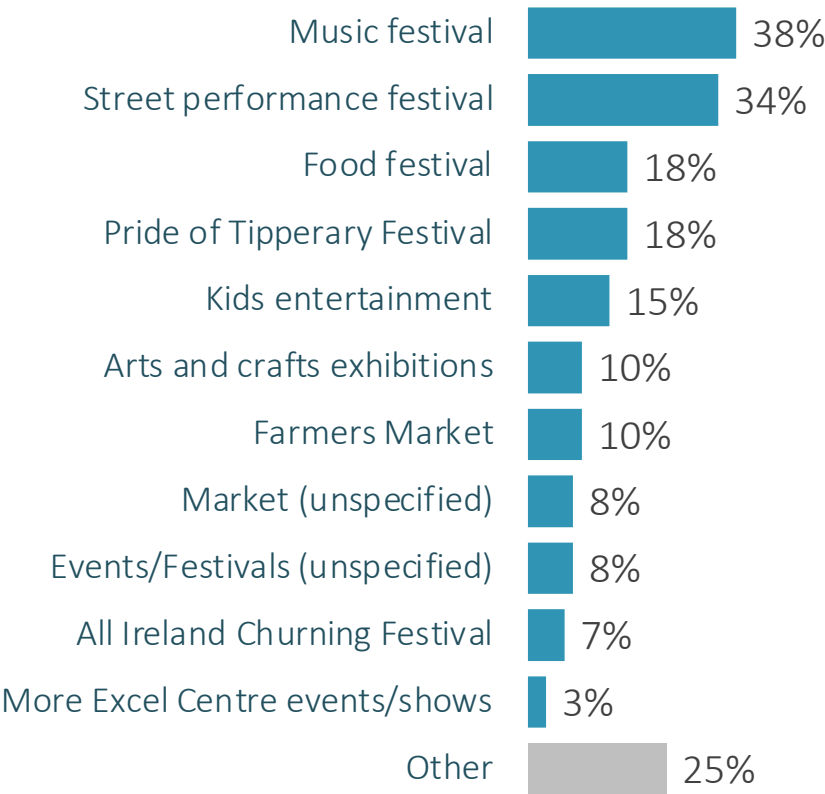 Music festival 38%
Street performance festival 34%
Food festival 18%
Pride of Tipperary Festival 18%
Kids entertainment 15%
Arts and crafts exhibitions 10%
Farmers Market 10%
Market (unspecified) 8%
Events/Festivals (unspecified) 8%
All Ireland Churning Festival 7%
More Excel Centre events/shows 3%
Other 25%